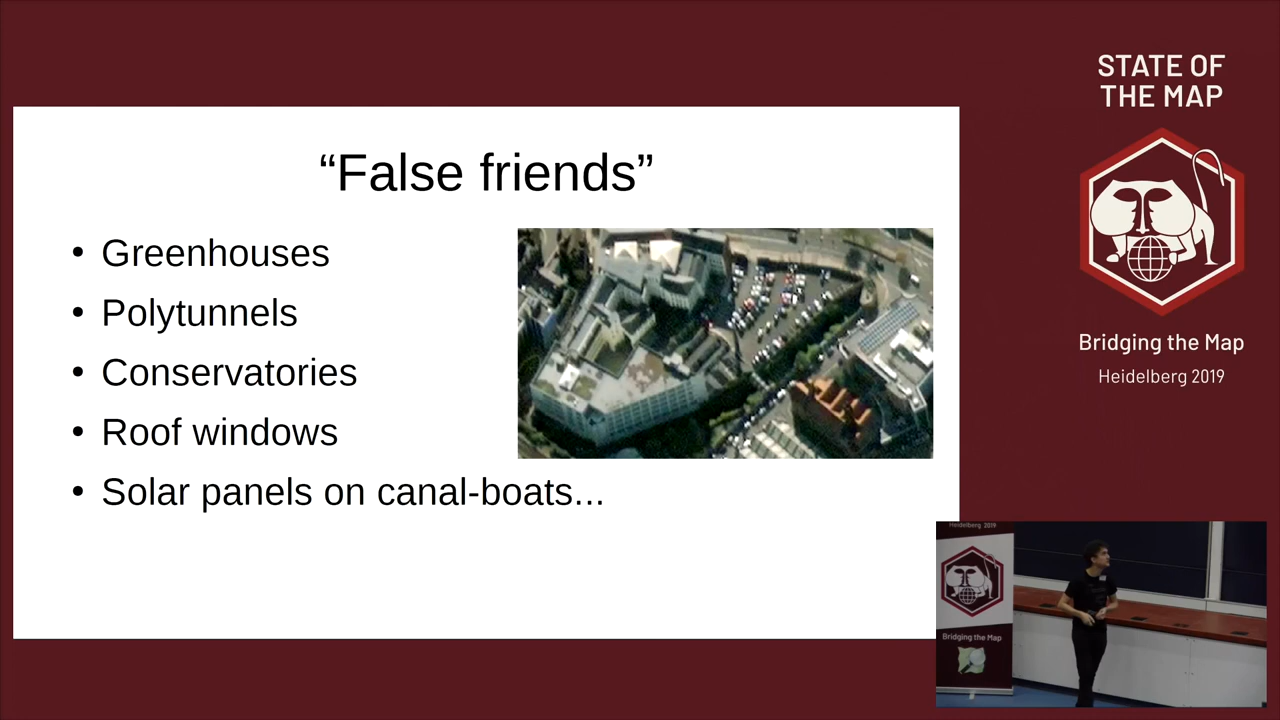 STATE OF
THE MAP
“False friends”
• Greenhouses
• Polytunnels
• Conservatories
• Roof windows
• Solar panels on canal-boats...
Bridging the Map
Heidelberg 2019
Heidelberg 2019
Bridging the Map